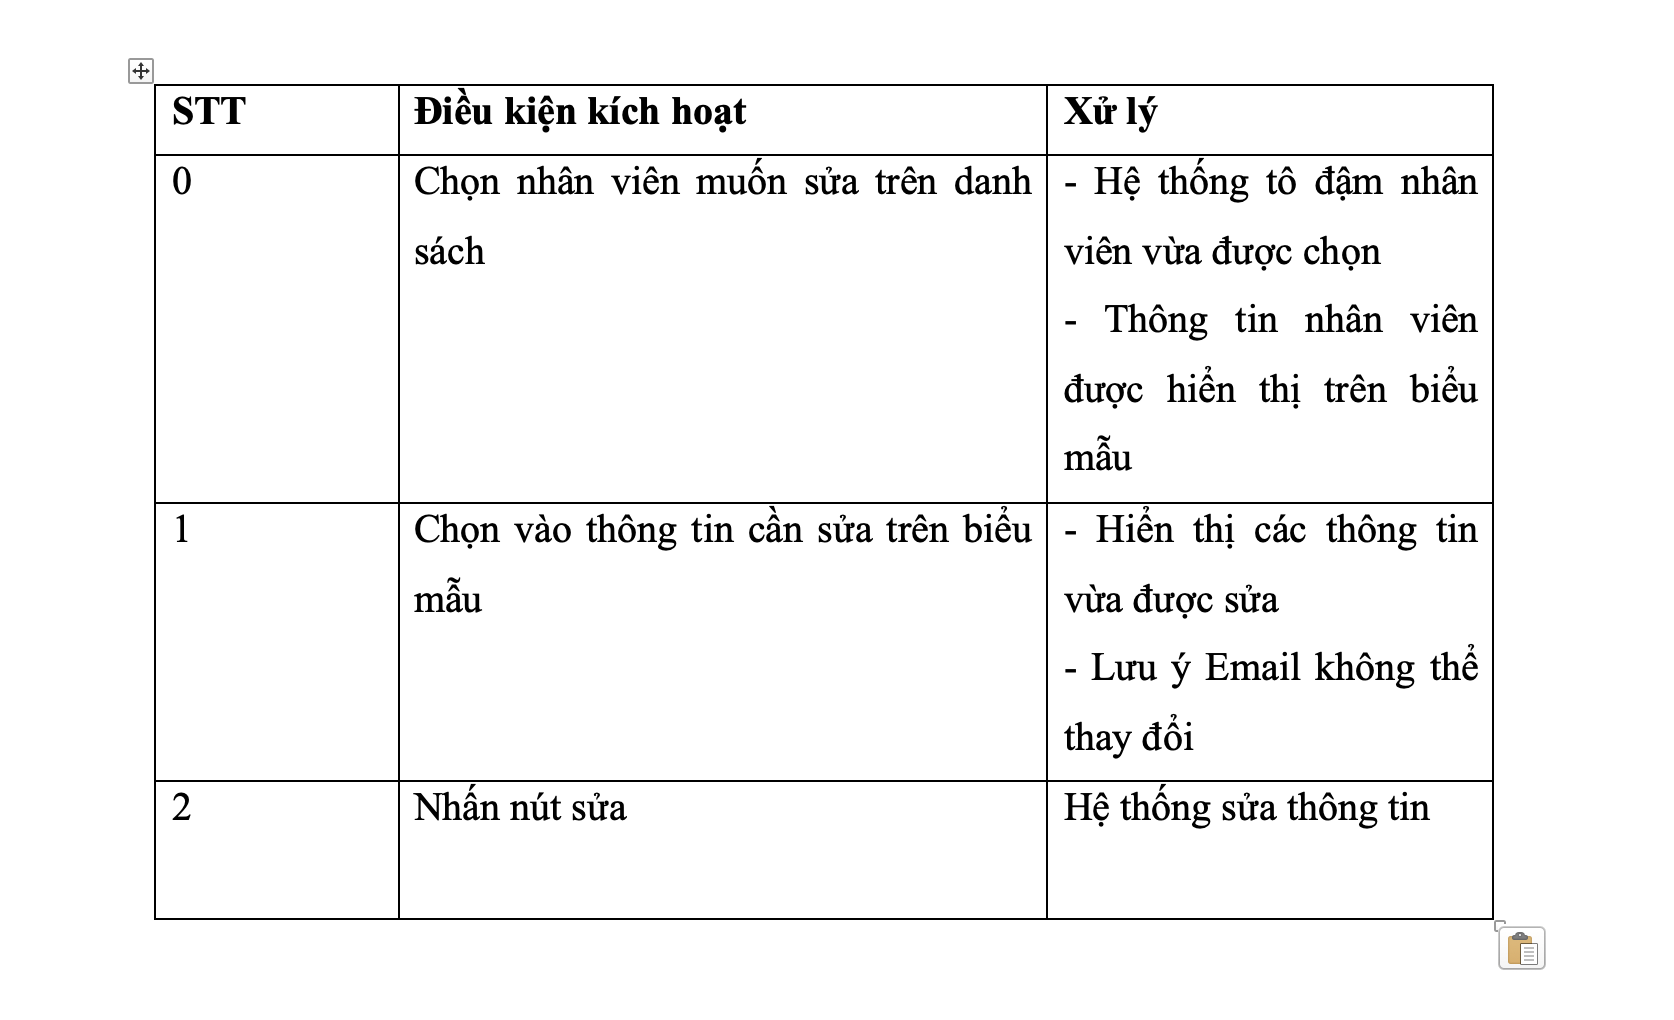 STT Điều kiện kích hoạt Xử lý
0 Chọn nhân viên muốn sửa trên danh
sách
- Hệ thống tô đậm nhân
viên vừa được chọn
- Thông tin nhân viên
được hiển thị trên biểu
mẫu
1 Chọn vào thông tin cần sửa trên biểu
mẫu
- Hiển thị các thông tin
vừa được sửa
- Lưu ý Email không thể
thay đổi
2 Nhấn nút sửa Hệ thống sửa thông tin